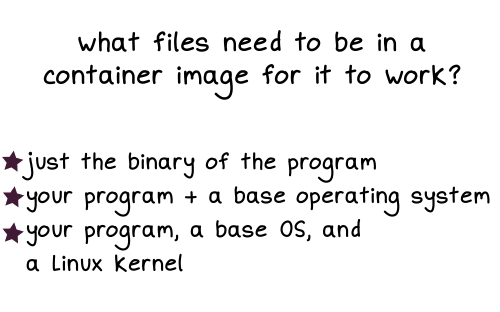 what files need to be in a
container image for it to work?
★just the binary of the program
★your program + a base operating system
★your program, a base OS, and
a Linux Kernel